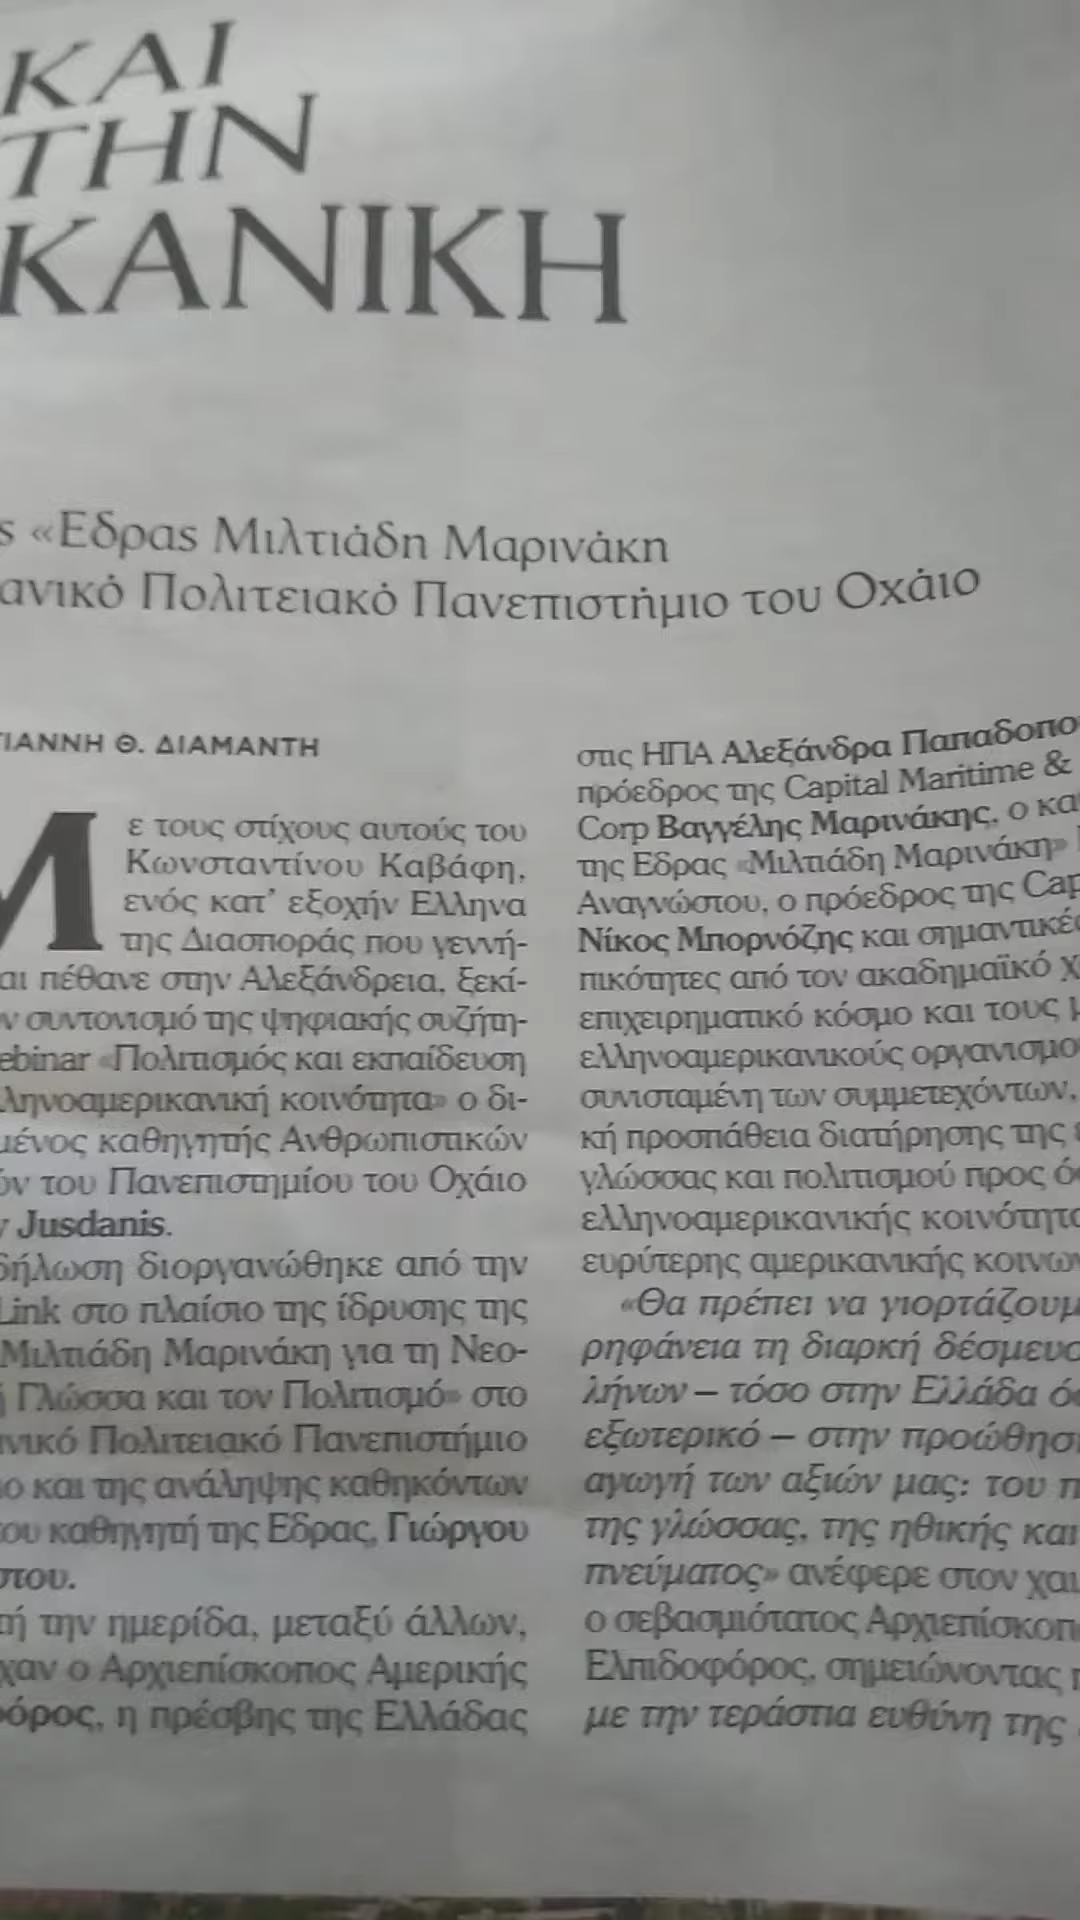 ΚΑΙ
ΤΗΝ
ΚΑΝΙΚΗ
ς «Εδρας Μιλτιάδη Μαρινάκη
ανικό Πολιτειακό Πανεπιστήμιο του Οχάιο
ΓΙΑΝΝΗ Θ. ΔΙΑΜΑΝΤΗ
Με τους στίχους αυτούς του
Κωνσταντίνου Καβάφη,
ενός κατ’ εξοχήν Ελληνα
της Διασποράς που γεννή-
αι πέθανε στην Αλεξάνδρεια, ξεκί-
ν συντονισμό της ψηφιακής συζήτη-
ebinar «Πολιτισμός και εκπαίδευση
ληνοαμερικανική κοινότητα» ο δι-
μένος καθηγητής Ανθρωπιστικών
ών του Πανεπιστημίου του Οχάιο
y Jusdanis.
δήλωση διοργανώθηκε από την
Link στο πλαίσιο της ίδρυσης της
Μιλτιάδη Μαρινάκη για τη Νεο-
ή Γλώσσα και τον Πολιτισμό» στο
ανικό Πολιτειακό Πανεπιστήμιο
ο και της ανάληψης καθηκόντων
του καθηγητή της Εδρας, Γιώργου
στου.
τή την ημερίδα, μεταξύ άλλων,
χαν ο Αρχιεπίσκοπος Αμερικής
φόρος, η πρέσβης της Ελλάδας
στις ΗΠΑ Αλεξάνδρα Παπαδοπο
πρόεδρος της Capital Maritime &
Corp Βαγγέλης Μαρινάκης, ο κα
της Εδρας «Μιλτιάδη Μαρινάκη»
Αναγνώστου, ο πρόεδρος της Cap
Νίκος Μπορνόζης και σημαντικές
πικότητες από τον ακαδημαϊκό χ
επιχειρηματικό κόσμο και τους μ
ελληνοαμερικανικούς οργανισμο
συνισταμένη των συμμετεχόντων,
κή προσπάθεια διατήρησης της ε
γλώσσας και πολιτισμού προς ό
ελληνοαμερικανικής κοινότητα
ευρύτερης αμερικανικής κοινων
«Θα πρέπει να γιορτάζουμ
ρηφάνεια τη διαρκή δέσμευσ
λήνων – τόσο στην Ελλάδα ό
εξωτερικό – στην προώθησ
αγωγή των αξιών μας: του π
της γλώσσας, της ηθικής και
πνεύματος» ανέφερε στον χαι
ο σεβασμιότατος Αρχιεπίσκοπ
Ελπιδοφόρος, σημειώνοντας π
με την τεράστια ευθύνη της